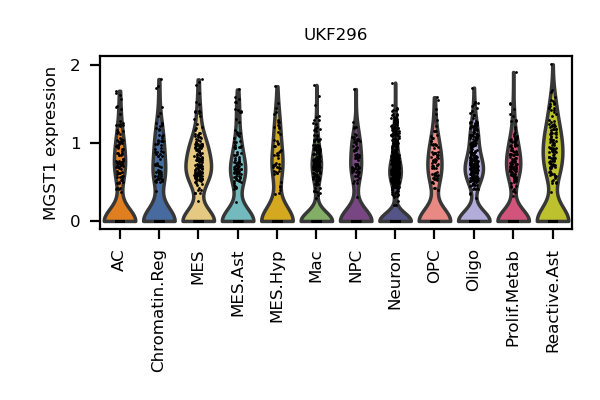 UKF296
MGST1 expression
2
1
0
AC
Chromatin.Reg
MES
MES.Ast
MES.Hyp
Mac
NPC
Neuron
OPC
Oligo
Prolif.Metab
Reactive.Ast